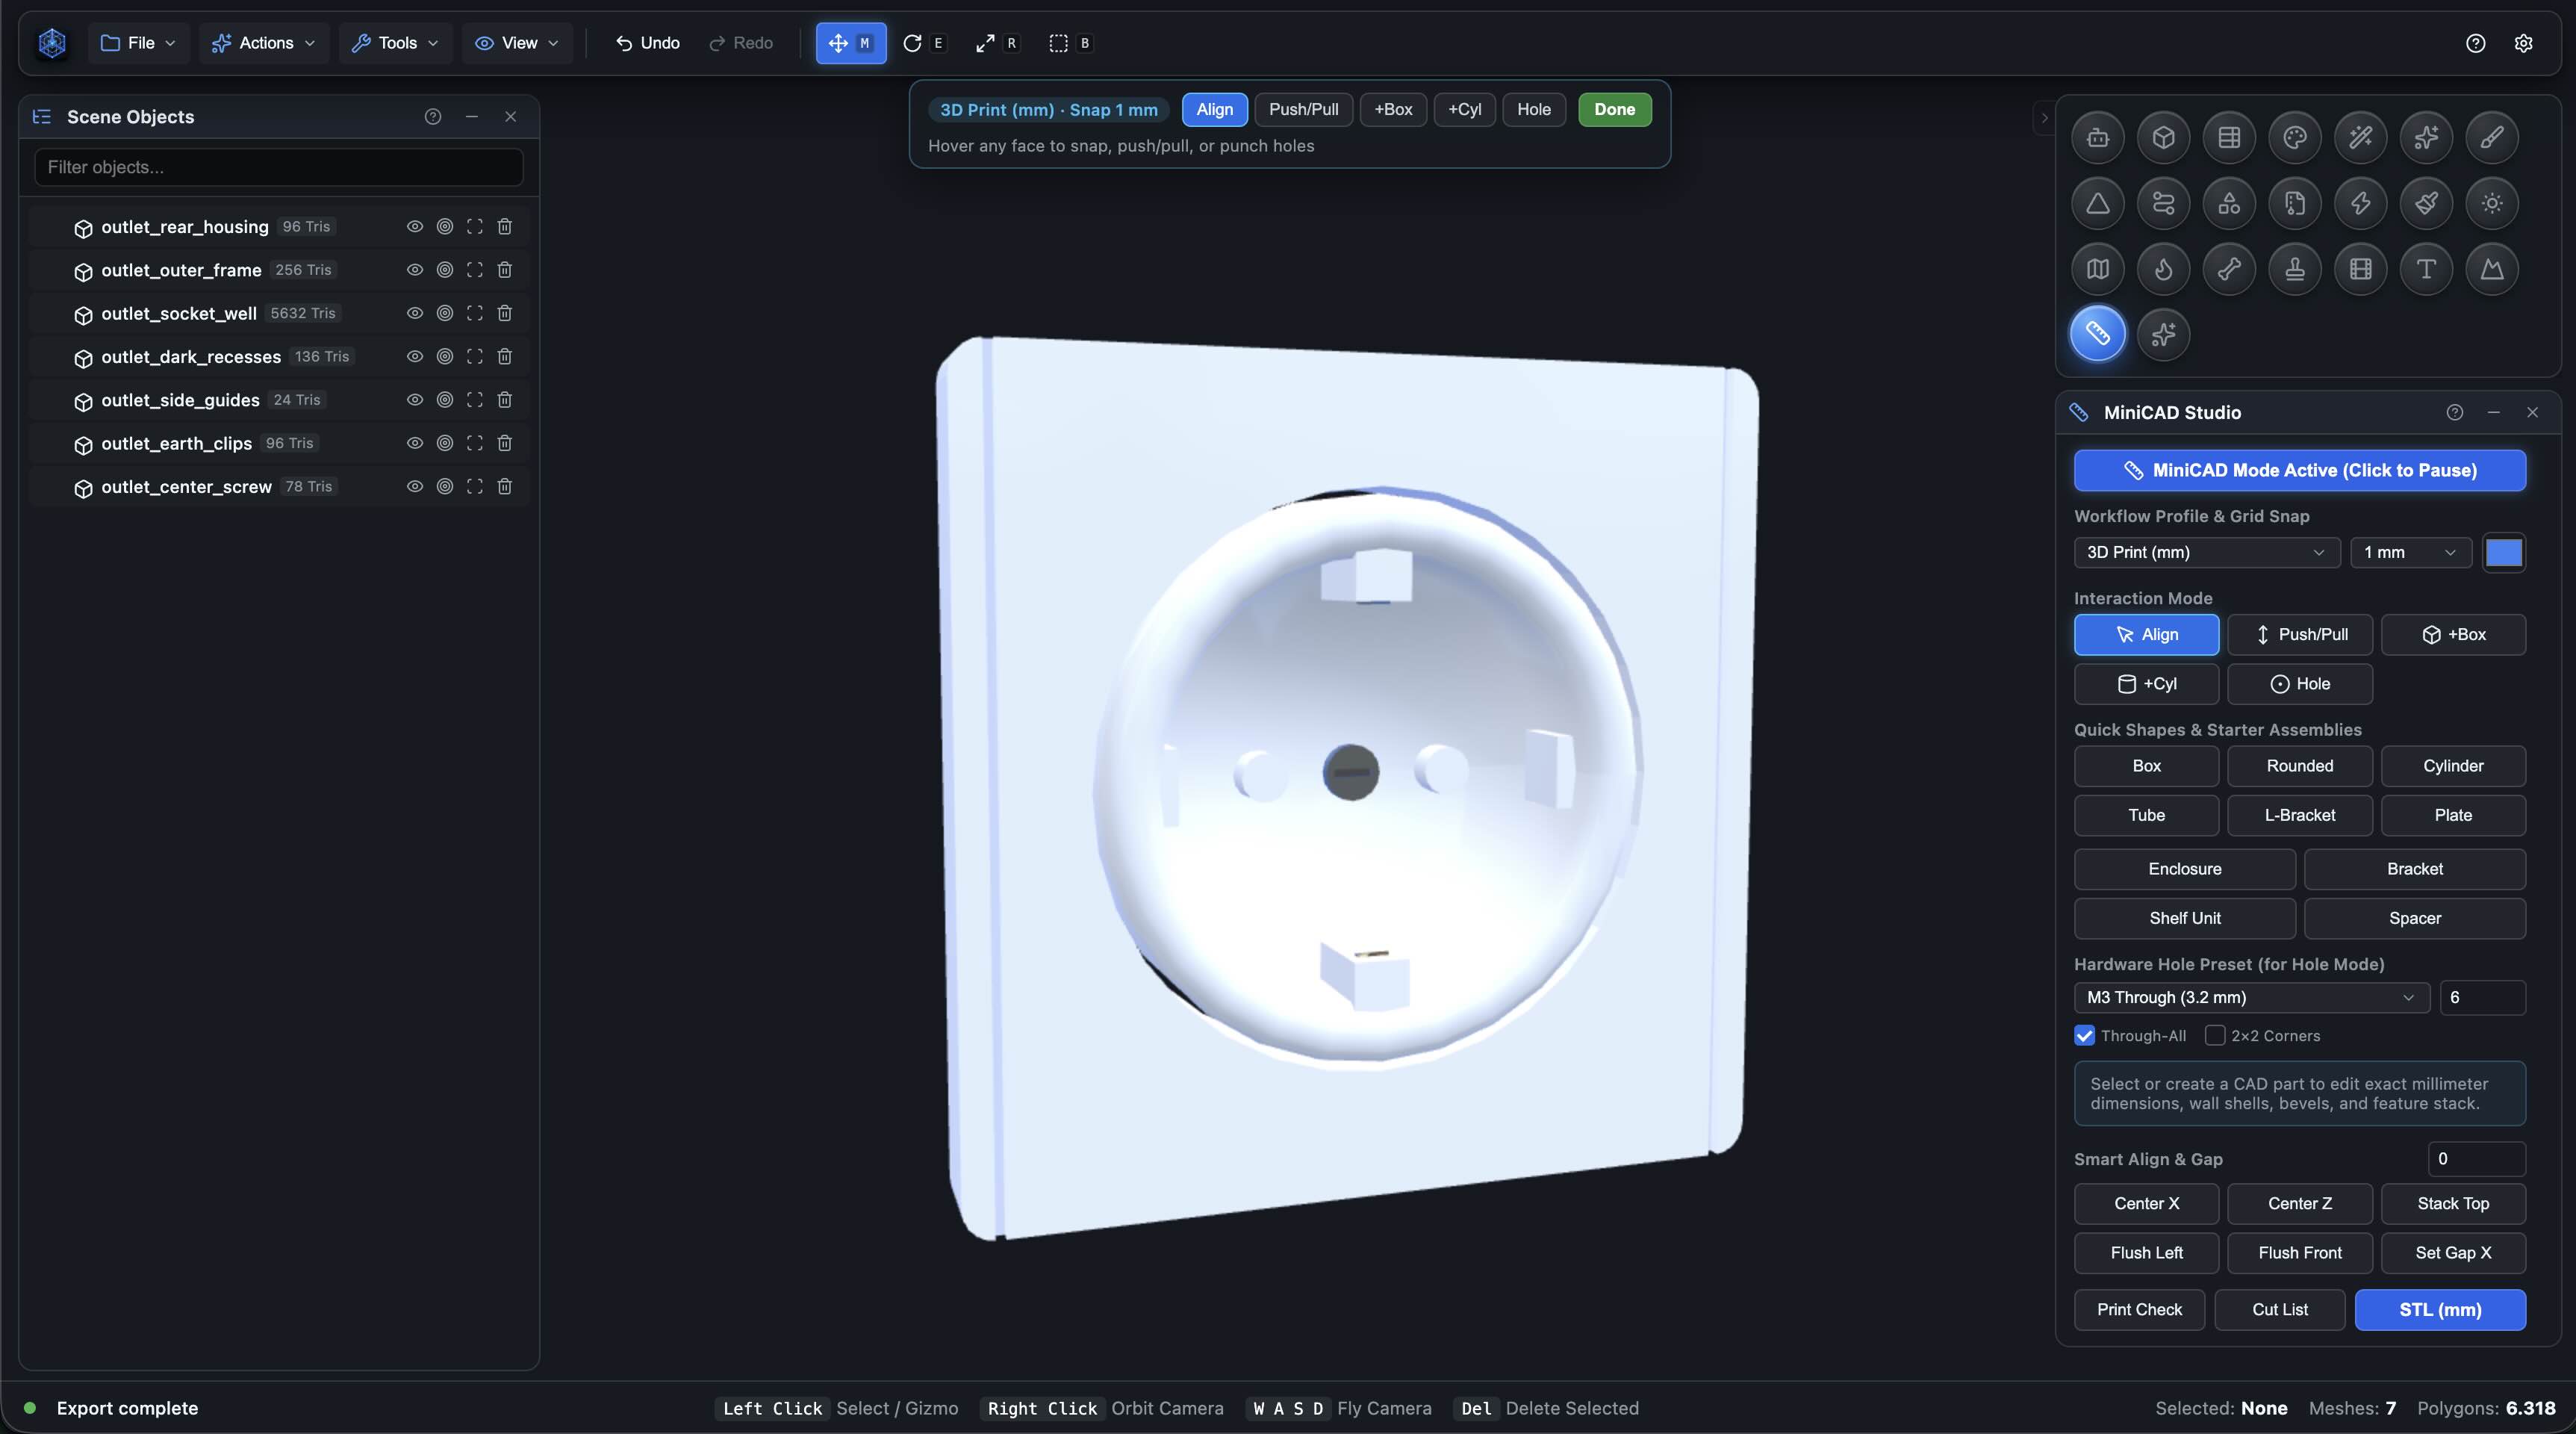 File Actions Tools View Undo Redo M E R B
3D Print (mm) · Snap 1 mm Align Push/Pull +Box +Cyl Hole Done
Hover any face to snap, push/pull, or punch holes
Scene Objects
Filter objects...
outlet_rear_housing 96 Tris
outlet_outer_frame 256 Tris
outlet_socket_well 5632 Tris
outlet_dark_recesses 136 Tris
outlet_side_guides 24 Tris
outlet_earth_clips 96 Tris
outlet_center_screw 78 Tris
MiniCAD Studio
MiniCAD Mode Active (Click to Pause)
Workflow Profile & Grid Snap
3D Print (mm) 1 mm
Interaction Mode
Align Push/Pull +Box
+Cyl Hole
Quick Shapes & Starter Assemblies
Box Rounded Cylinder
Tube L-Bracket Plate
Enclosure Bracket
Shelf Unit Spacer
Hardware Hole Preset (for Hole Mode)
M3 Through (3.2 mm) 6
Through-All 2×2 Corners
Select or create a CAD part to edit exact millimeter
dimensions, wall shells, bevels, and feature stack.
Smart Align & Gap 0
Center X Center Z Stack Top
Flush Left Flush Front Set Gap X
Print Check Cut List STL (mm)
Export complete Left Click Select / Gizmo Right Click Orbit Camera W A S D Fly Camera Del Delete Selected Selected: None Meshes: 7 Polygons: 6.318